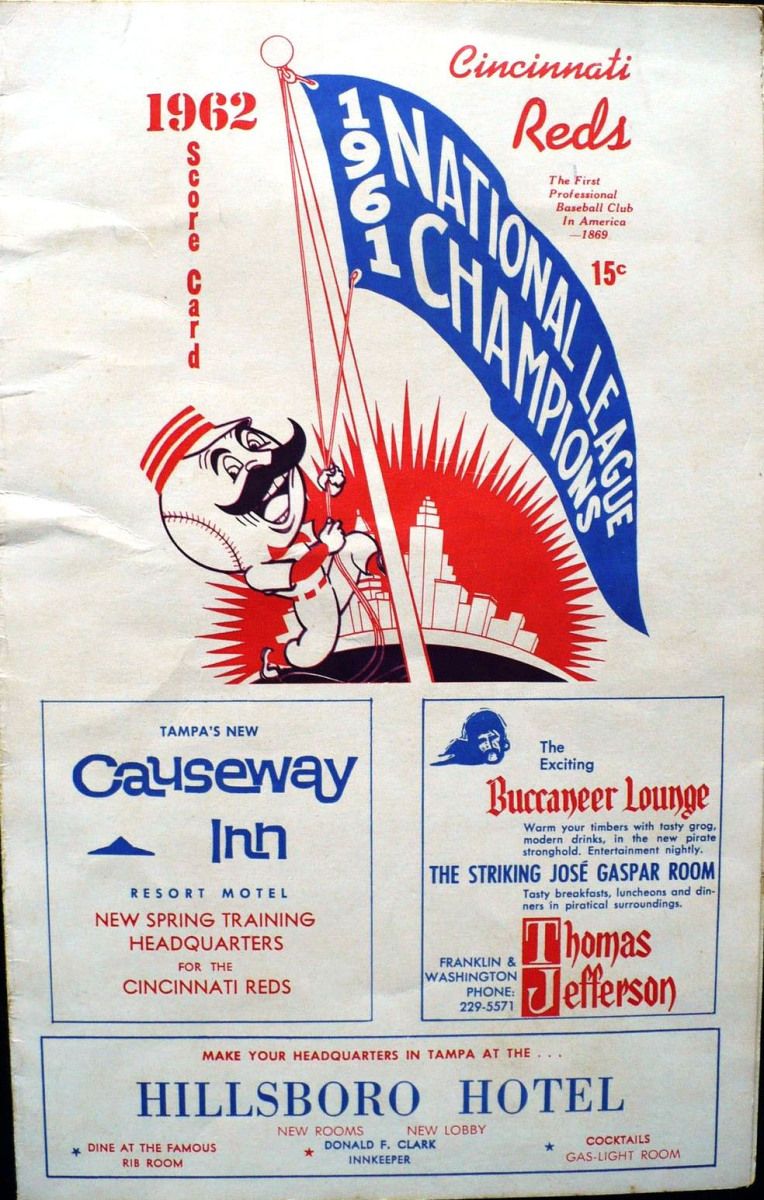 1962
Score Card
Cincinnati
Reds
The First
Professional
Baseball Club
In America
—1869
15c
1961
NATIONAL LEAGUE
CHAMPIONS
TAMPA'S NEW
Causeway
Inn
RESORT MOTEL
NEW SPRING TRAINING
HEADQUARTERS
FOR THE
CINCINNATI REDS
The
Exciting
Buccaneer Lounge
Warm your timbers with tasty grog,
modern drinks, in the new pirate
stronghold. Entertainment nightly.
THE STRIKING JOSÉ GASPAR ROOM
Tasty breakfasts, luncheons and din-
ners in piratical surroundings.
FRANKLIN &
WASHINGTON
PHONE:
229-5571
Thomas
Jefferson
MAKE YOUR HEADQUARTERS IN TAMPA AT THE . . .
HILLSBORO HOTEL
NEW ROOMS NEW LOBBY
★ DINE AT THE FAMOUS
RIB ROOM
★ DONALD F. CLARK
INNKEEPER
★ COCKTAILS
GAS-LIGHT ROOM